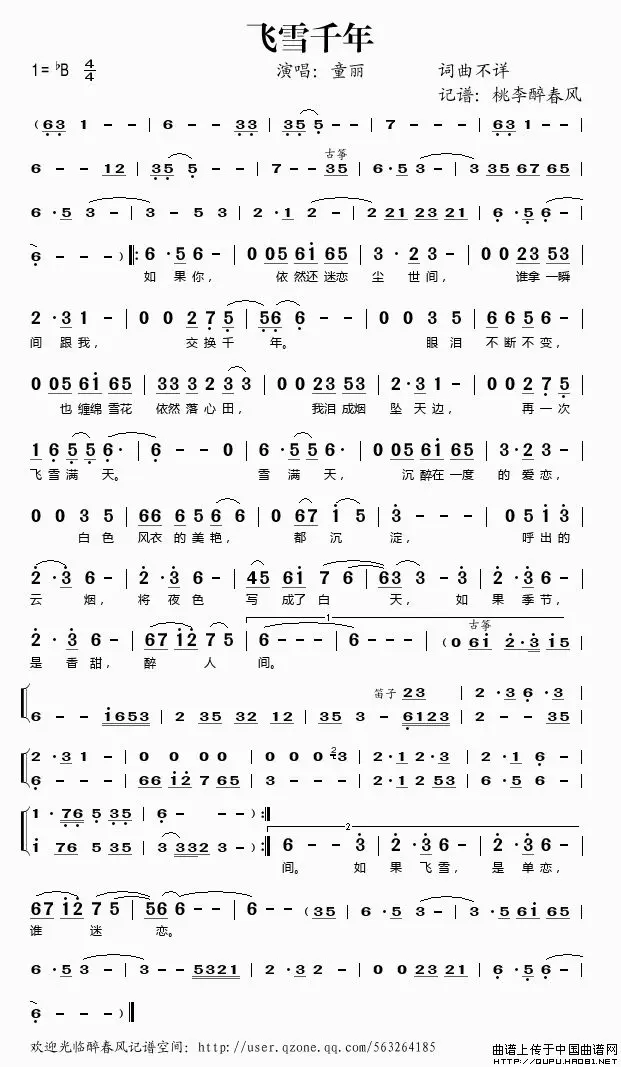 飞雪千年
1=♭B 4/4 演唱：童丽 词曲不详
记谱：桃李醉春风
（63 1 - - | 6 - - 33 | 35 5 - - | 7 - - - | 63 1 - - |
古筝
6 - - 12 | 35 5 - - | 7 - - 35 | 6·5 3 - | 3 35 67 65 |
6·5 3 - | 3 - 5 3 | 2·1 2 - | 2 21 23 21 | 6·5 6 - |
6 - - - ）‖: 6·5 6 - | 0 05 6i 65 | 3·2 3 - | 0 0 23 53 |
如果你， 依然还迷恋 尘世间， 谁拿一瞬
2·3 1 - | 0 0 2 7 5 | 56 6 - - | 0 0 3 5 | 6 6 5 6 - |
间跟我， 交换千 年。 眼泪 不断不变，
0 05 6i 65 | 33 3 2 3 3 | 0 0 23 53 | 2·3 1 - | 0 0 2 7 5 |
也缠绵雪花 依然落心田， 我泪成烟 坠天边， 再一次
1 6 5 5 6· | 6 - - 0 | 6·5 5 6· | 0 05 6i 65 | 3·2 3 - |
飞雪满天。 雪满天， 沉醉在一度 的爱恋，
0 0 3 5 | 66 6 5 6 6 | 0 67 i 5 | 3 - - - | 0 5 i 3 |
白色 风衣的美艳， 都沉 淀， 呼出的
2·3 6 - | 2·3 6 - | 45 6i 7 6 | 63 3 - 3 | 2·3 6 - |
云烟， 将夜色 写成了白 天， 如 果季节，
1
古筝
2·3 6 - | 67 i2 7 5 | 6 - - - | 6 - - - | （0 6i 2·3 i5 |
是香甜， 醉人 间。
笛子 23 | 2·3 6·3 |
6 - - i653 | 2 35 32 12 | 35 3 - 6123 | 2 - - 35 |
2·3 1 - | 0 0 0 00 | 0 0 00 3 | 2·1 2·3 | 2·1 6 - |
6 - - - | 66 i2 7 65 | 3 - - 3 | 2·1 2 53 | 6·5 6 - |
1·76 5 35 | 6 - - - ）:‖
2
i 76 5 35 | 3 3332 3 - ）:‖ 6 - - 3 | 2·3 6 - | 2·3 6 - |
间。 如 果飞雪， 是单恋，
67 i2 7 5 | 56 6 - - | 6 - - - | （35 | 6·5 3 - | 3·5 6i 65 |
谁 迷 恋。
6·5 3 - | 3 - - 5321 | 2·3 2 - | 0 0 23 21 | 6·5 6 - |
6 - - ）‖
欢迎光临醉春风记谱空间：http://user.qzone.qq.com/563264185
曲谱上传于中国曲谱网
HTTP://WWW.QUPU.HAO81.NET